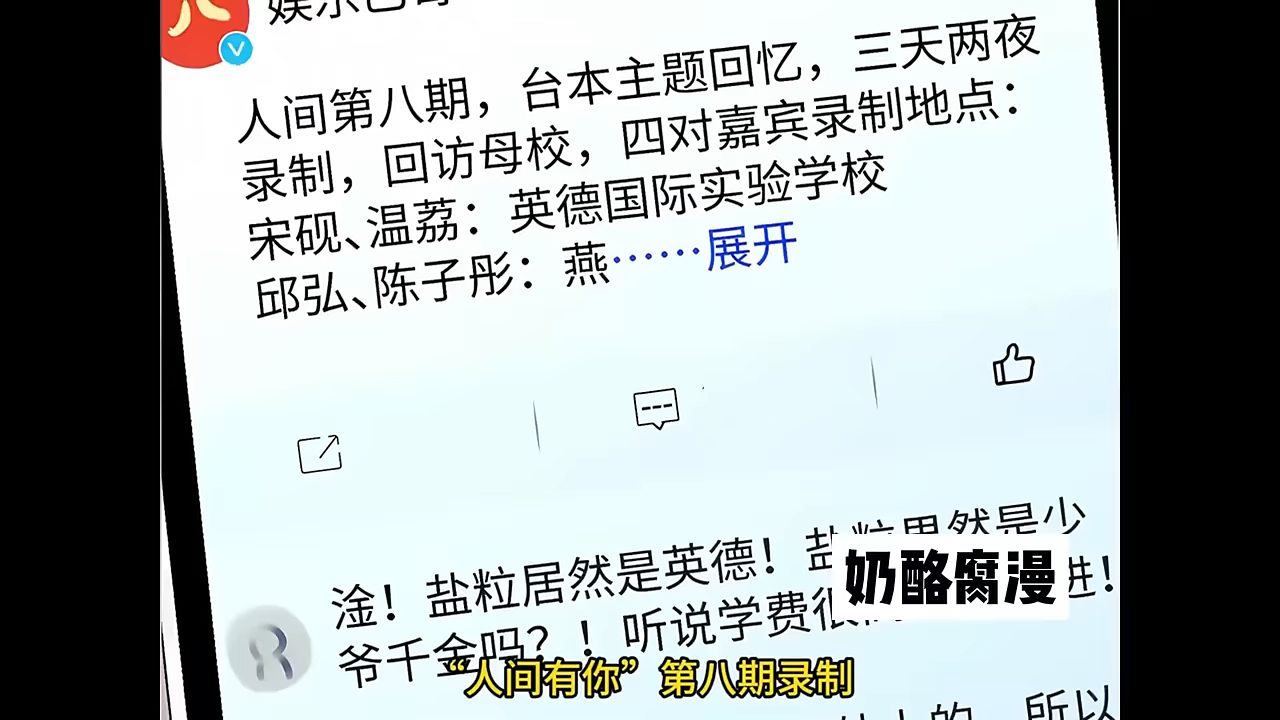 人间第八期，台本主题回忆，三天两夜
录制，回访母校，四对嘉宾录制地点：
宋砚、温荔：英德国际实验学校
邱弘、陈子彤：燕……展开
淦！盐粒居然是英德！盐粒居然是少
爷千金吗？！听说学费很
进！
奶酪腐漫
“人间有你”第八期录制
所以